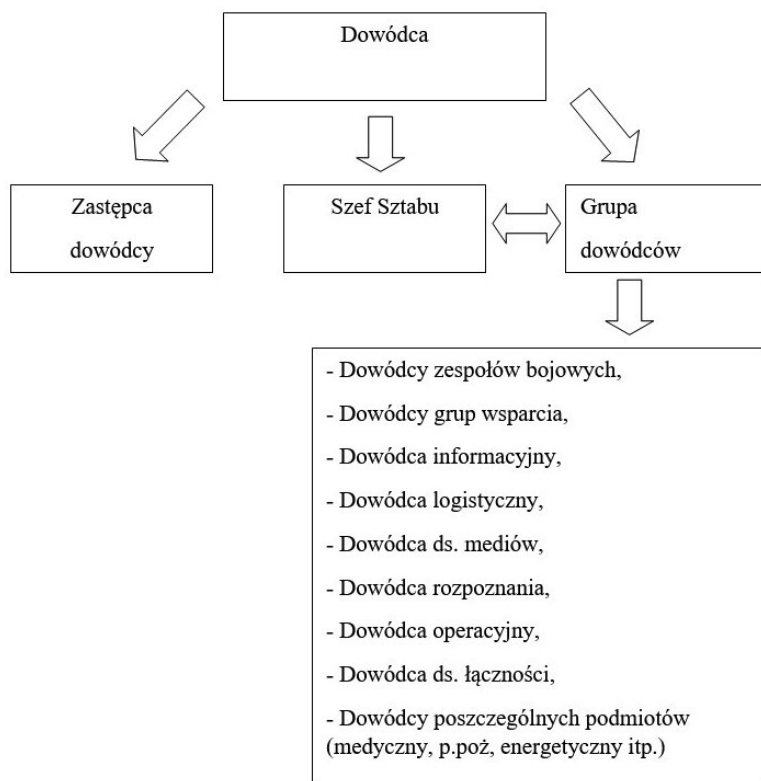 Dowódca
Zastępca
dowódcy
Szef Sztabu
Grupa
dowódców
- Dowódcy zespołów bojowych,
- Dowódcy grup wsparcia,
- Dowódca informacyjny,
- Dowódca logistyczny,
- Dowódca ds. mediów,
- Dowódca rozpoznania,
- Dowódca operacyjny,
- Dowódca ds. łączności,
- Dowódcy poszczególnych podmiotów
(medyczny, p.poż, energetyczny itp.)